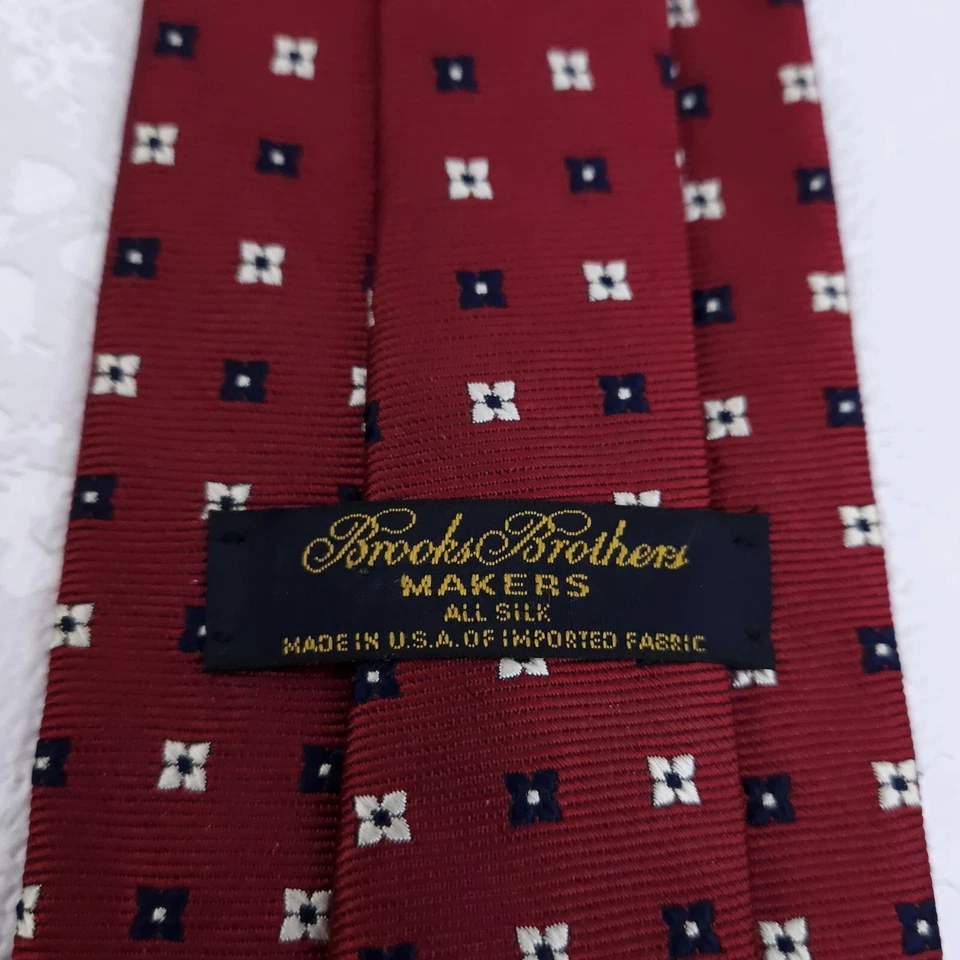 Brooks Brothers
MAKERS
ALL SILK
MADE IN U.S.A. OF IMPORTED FABRIC